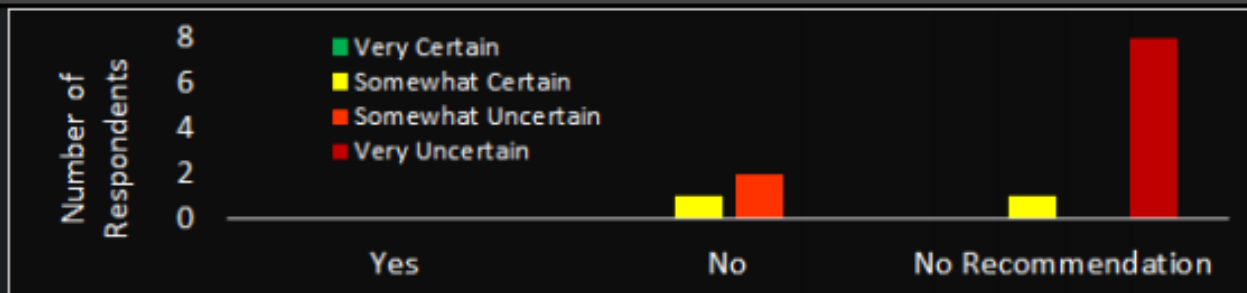 Number of
Respondents
8
6
4
2
0
Very Certain
Somewhat Certain
Somewhat Uncertain
Very Uncertain
Yes
No
No Recommendation